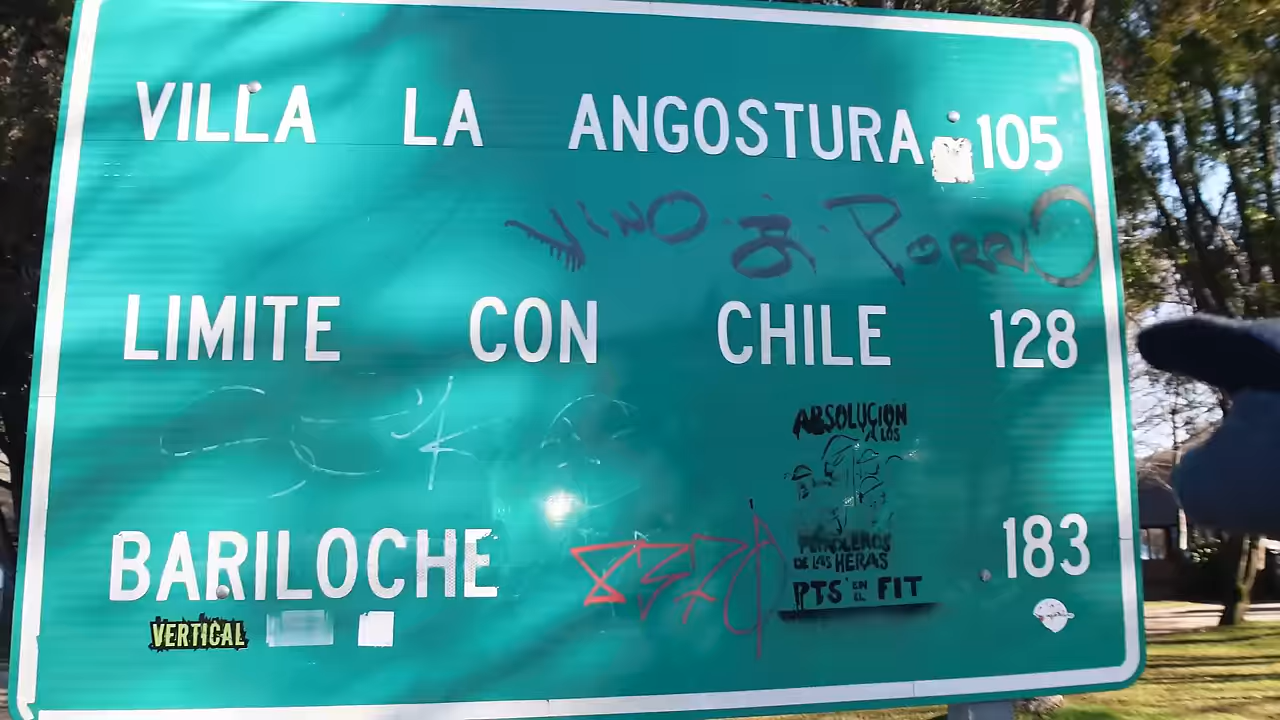 VILLA LA ANGOSTURA 105
VINO & PORRO
LIMITE CON CHILE 128
ABSOLUCION
A LOS
PETROLEROS
DE LAS HERAS
PTS EN EL FIT
BARILOCHE 183
VERTICAL